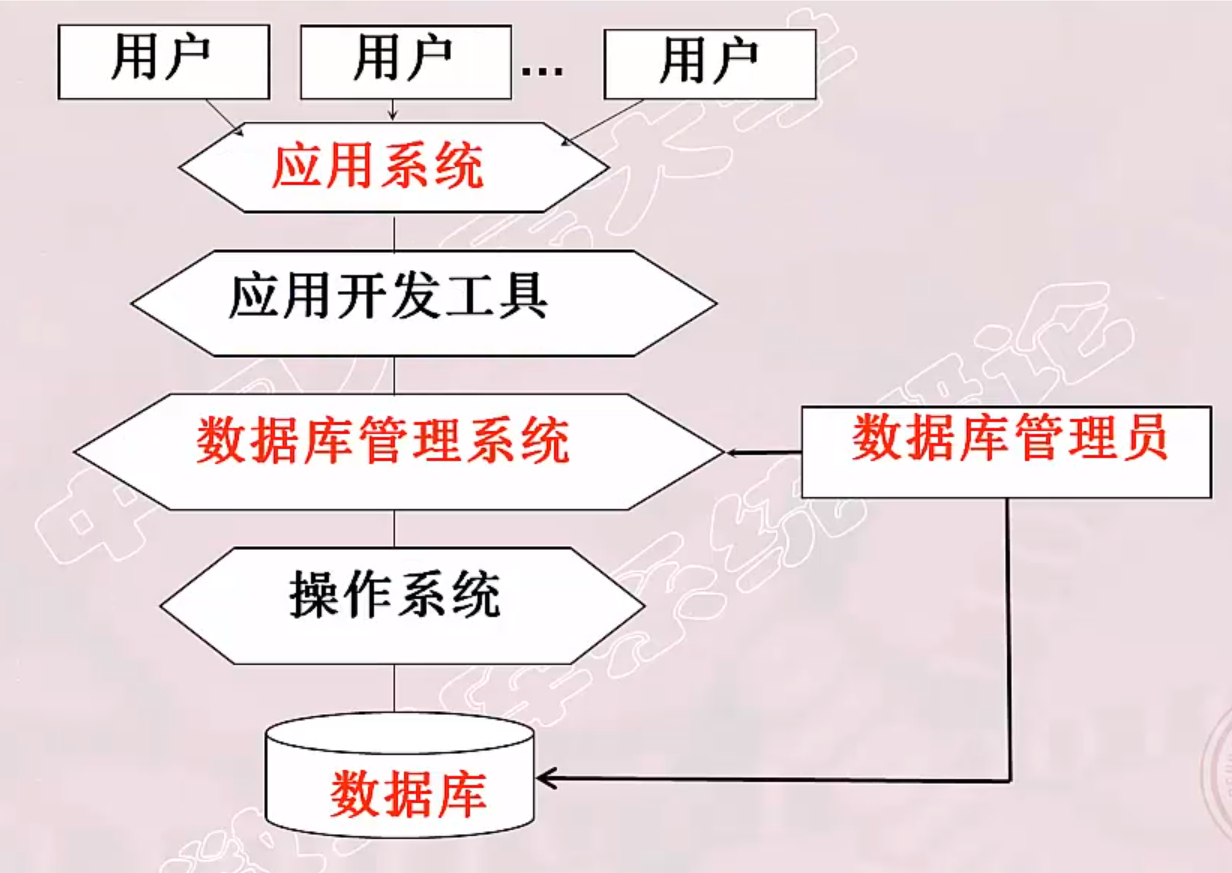 用户 用户 ... 用户
应用系统
应用开发工具
数据库管理系统 数据库管理员
操作系统
数据库